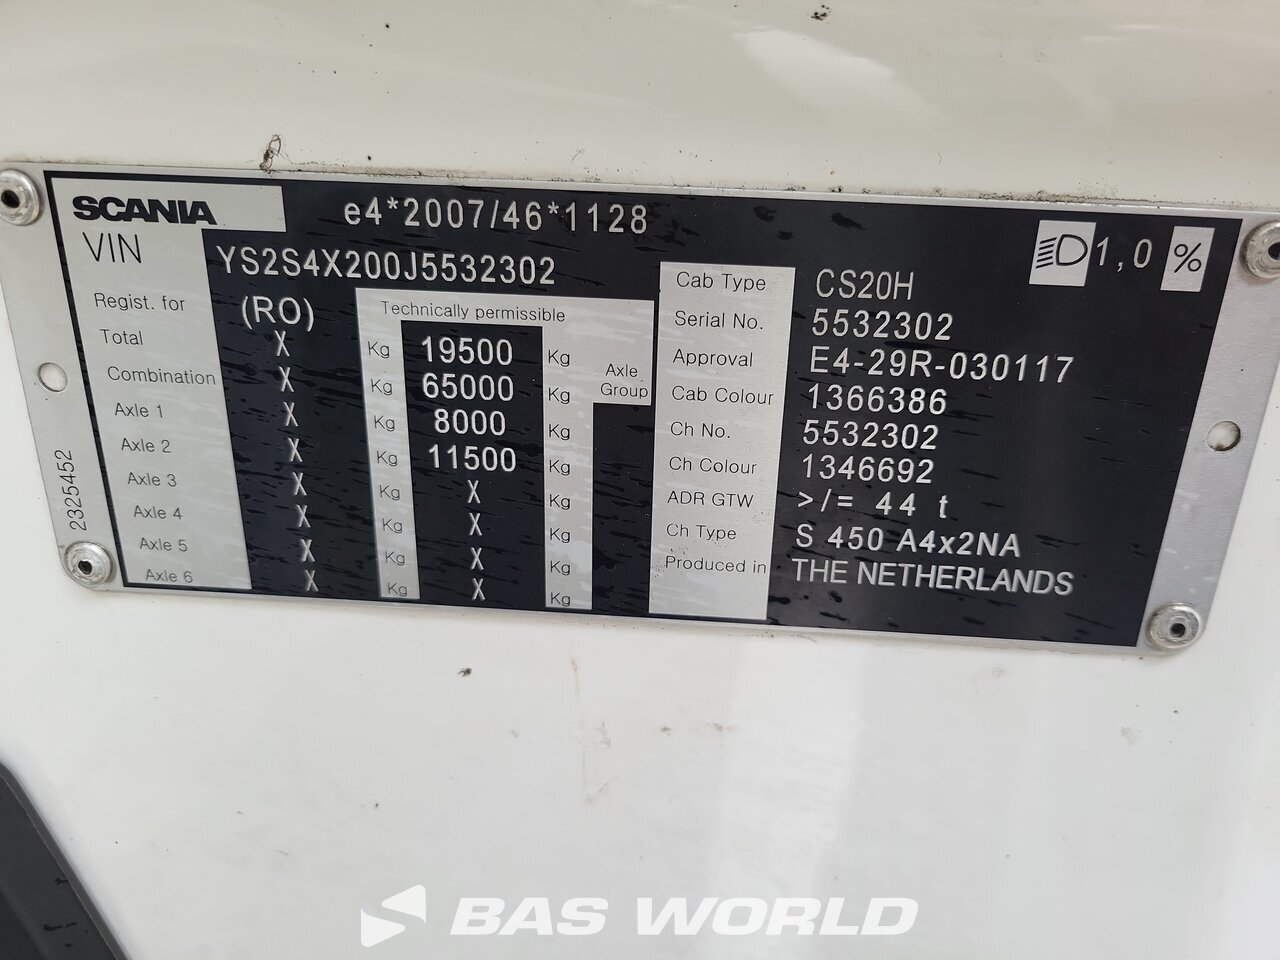 SCANIA e4*2007/46*1128
VIN YS2S4X200J5532302
1,0 %
Regist. for (RO) Technically permissible
Total X Kg 19500 Kg
Combination X Kg 65000 Kg Axle Group
Axle 1 X Kg 8000 Kg
Axle 2 X Kg 11500 Kg
Axle 3 X Kg X Kg
Axle 4 X Kg X Kg
Axle 5 X Kg X Kg
Axle 6 X Kg X Kg
2325452
Cab Type CS20H
Serial No. 5532302
Approval E4-29R-030117
Cab Colour 1366386
Ch No. 5532302
Ch Colour 1346692
ADR GTW >/= 44 t
Ch Type S 450 A4x2NA
Produced in THE NETHERLANDS
BAS WORLD